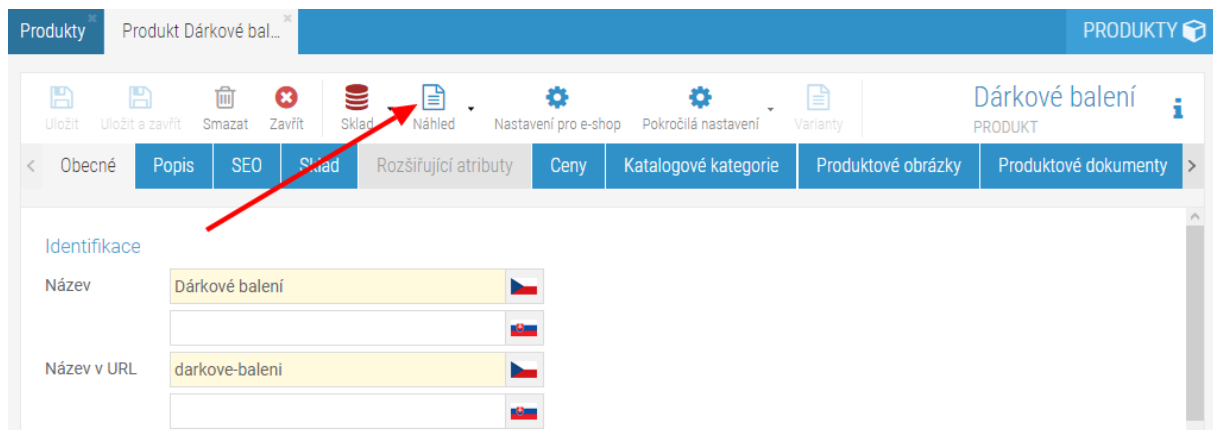 Produkty
Produkt Dárkové bal...
PRODUKTY
Uložit
Uložit a zavřít
Smazat
Zavřít
Sklad
Náhled
Nastavení pro e-shop
Pokročilá nastavení
Varianty
Dárkové balení
PRODUKT
Obecné
Popis
SEO
Sklad
Rozšiřující atributy
Ceny
Katalogové kategorie
Produktové obrázky
Produktové dokumenty
Identifikace
Název
Dárkové balení
Název v URL
darkove-baleni